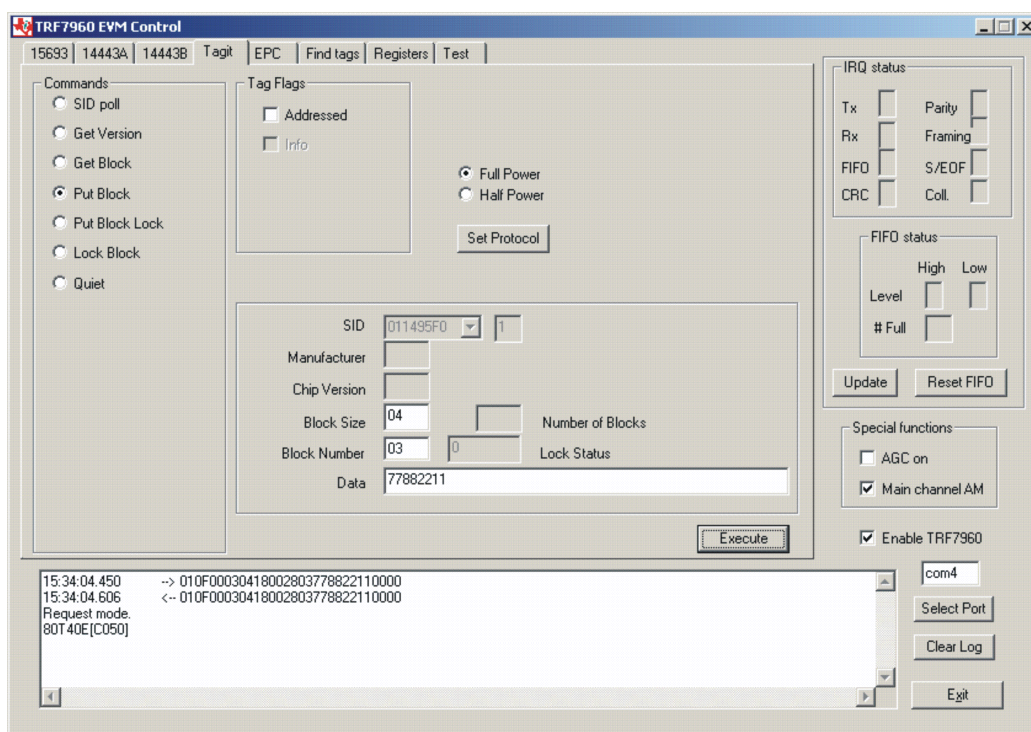 TRF7960 EVM Control
15693 14443A 14443B Tagit EPC Find tags Registers Test
Commands
SID poll
Get Version
Get Block
Put Block
Put Block Lock
Lock Block
Quiet
Tag Flags
Addressed
Info
Full Power
Half Power
Set Protocol
SID 011495F0 1
Manufacturer
Chip Version
Block Size 04 Number of Blocks
Block Number 03 0 Lock Status
Data 77882211
Execute
IRQ status
Tx Parity
Rx Framing
FIFO S/EOF
CRC Coll.
FIFO status
High Low
Level
# Full
Update Reset FIFO
Special functions
AGC on
Main channel AM
Enable TRF7960
com4
Select Port
Clear Log
Exit
15:34:04.450 --> 010F00030418002803778822110000
15:34:04.606 <-- 010F00030418002803778822110000
Request mode.
80T40E[C050]